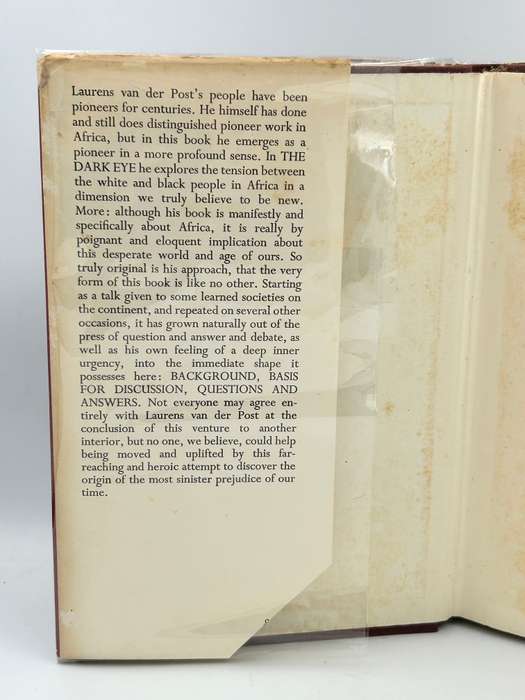 Laurens van der Post's people have been
pioneers for centuries. He himself has done
and still does distinguished pioneer work in
Africa, but in this book he emerges as a
pioneer in a more profound sense. In THE
DARK EYE he explores the tension between
the white and black people in Africa in a
dimension we truly believe to be new.
More: although his book is manifestly and
specifically about Africa, it is really by
poignant and eloquent implication about
this desperate world and age of ours. So
truly original is his approach, that the very
form of this book is like no other. Starting
as a talk given to some learned societies on
the continent, and repeated on several other
occasions, it has grown naturally out of the
press of question and answer and debate, as
well as his own feeling of a deep inner
urgency, into the immediate shape it
possesses here: BACKGROUND, BASIS
FOR DISCUSSION, QUESTIONS AND
ANSWERS. Not everyone may agree en-
tirely with Laurens van der Post at the
conclusion of this venture to another
interior, but no one, we believe, could help
being moved and uplifted by this far-
reaching and heroic attempt to discover the
origin of the most sinister prejudice of our
time.